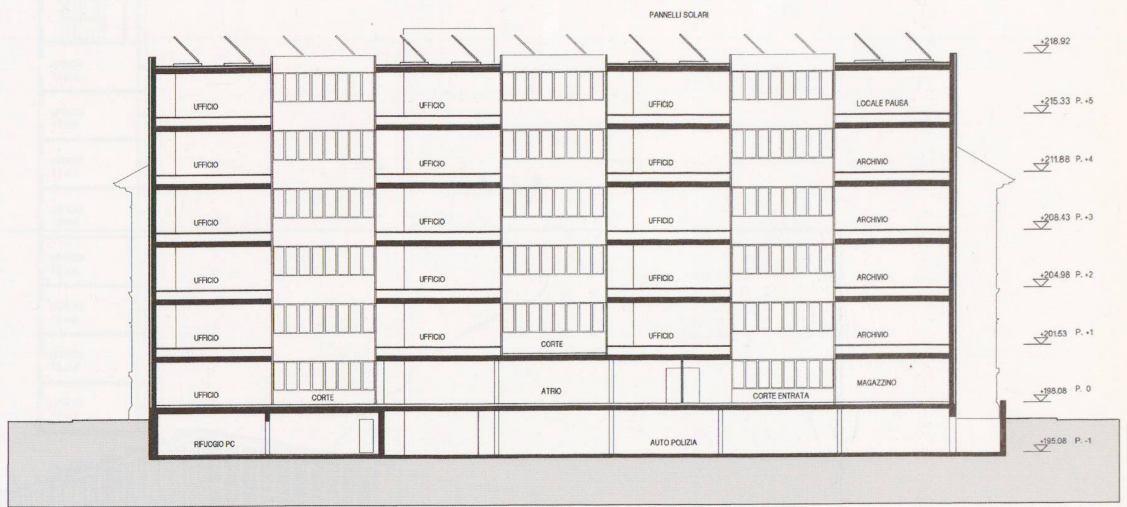 PANNELLI SOLARI
+218.92
UFFICIO UFFICIO UFFICIO LOCALE PAUSA +215.33 P. +5
UFFICIO UFFICIO UFFICIO ARCHIVIO +211.88 P. +4
UFFICIO UFFICIO UFFICIO ARCHIVIO +208.43 P. +3
UFFICIO UFFICIO UFFICIO ARCHIVIO +204.98 P. +2
UFFICIO UFFICIO UFFICIO ARCHIVIO +201.53 P. +1
CORTE
UFFICIO CORTE ATRIO CORTE ENTRATA MAGAZZINO +198.08 P. 0
RIFUOGIO PC AUTO POLIZIA +195.08 P. -1